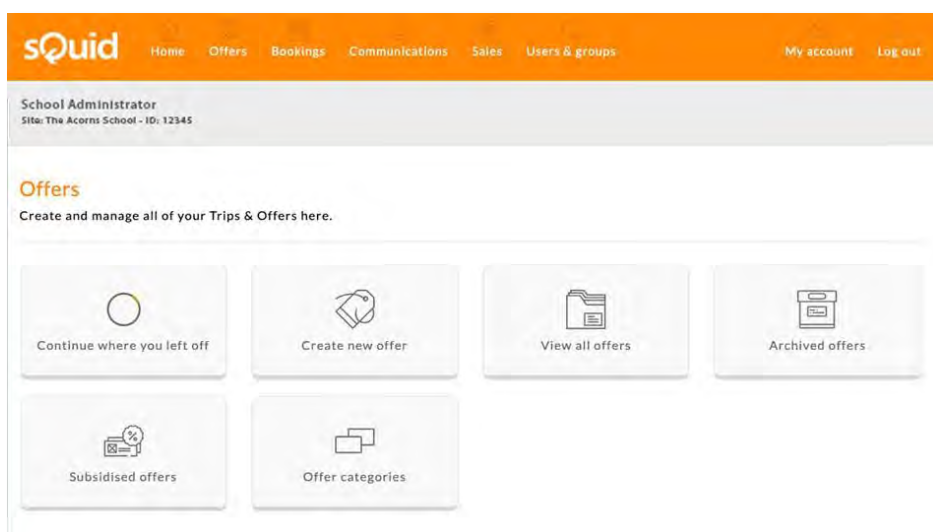 sQuid Home Offers Bookings Communications Sales Users & groups My account Log out
School Administrator
Site: The Acorns School - ID: 12345
Offers
Create and manage all of your Trips & Offers here.
Continue where you left off Create new offer View all offers Archived offers
%
Subsidised offers Offer categories